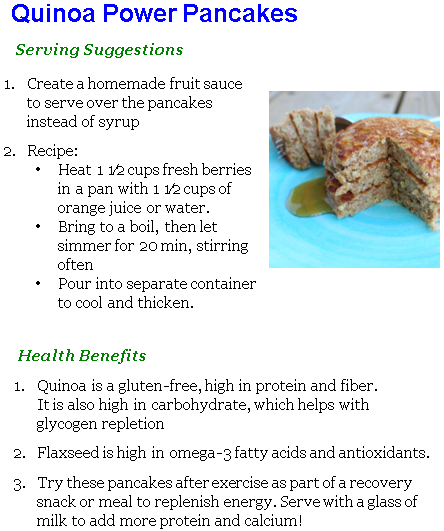 Quinoa Power Pancakes
Serving Suggestions
1. Create a homemade fruit sauce
to serve over the pancakes
instead of syrup
2. Recipe:
• Heat 1 1/2 cups fresh berries
in a pan with 1 1/2 cups of
orange juice or water.
• Bring to a boil, then let
simmer for 20 min, stirring
often
• Pour into separate container
to cool and thicken.
Health Benefits
1. Quinoa is a gluten-free, high in protein and fiber.
It is also high in carbohydrate, which helps with
glycogen repletion
2. Flaxseed is high in omega-3 fatty acids and antioxidants.
3. Try these pancakes after exercise as part of a recovery
snack or meal to replenish energy. Serve with a glass of
milk to add more protein and calcium!